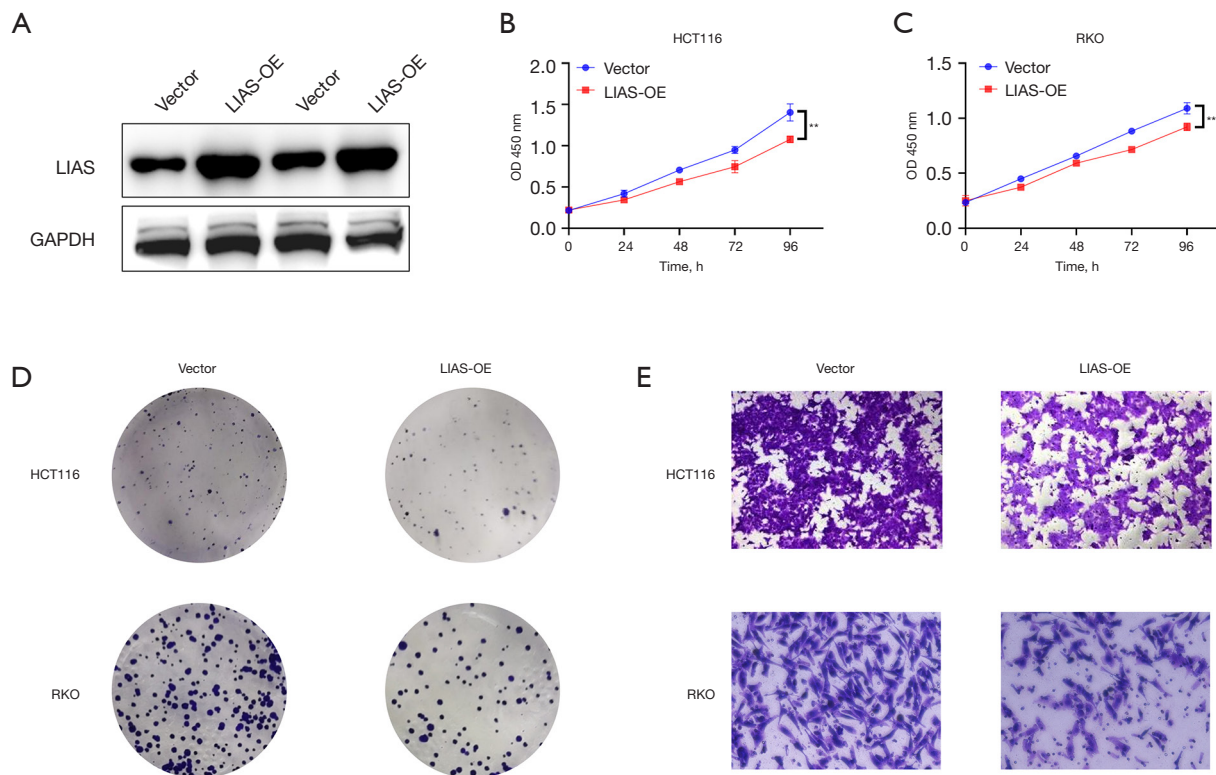 A
Vector
LIAS-OE
Vector
LIAS-OE
LIAS
GAPDH
B
HCT116
Vector
LIAS-OE
2.0
1.5
1.0
0.5
0.0
OD 450 nm
**
0 24 48 72 96
Time, h
C
RKO
Vector
LIAS-OE
1.5
1.0
0.5
0.0
OD 450 nm
**
0 24 48 72 96
Time, h
D
Vector LIAS-OE
HCT116
RKO
E
Vector LIAS-OE
HCT116
RKO